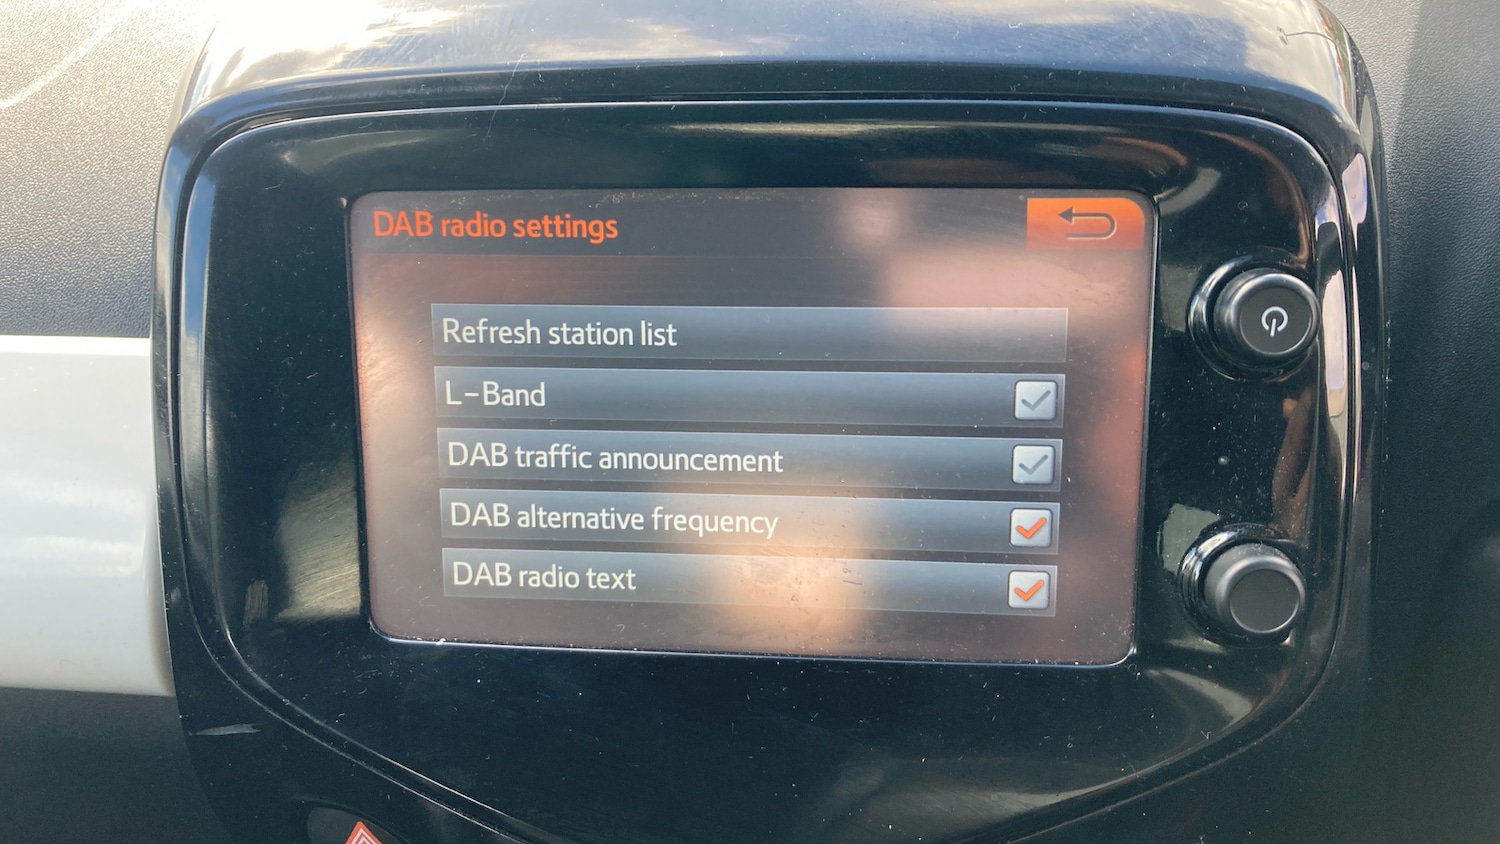 DAB radio settings
Refresh station list
L-Band
DAB traffic announcement
DAB alternative frequency
DAB radio text